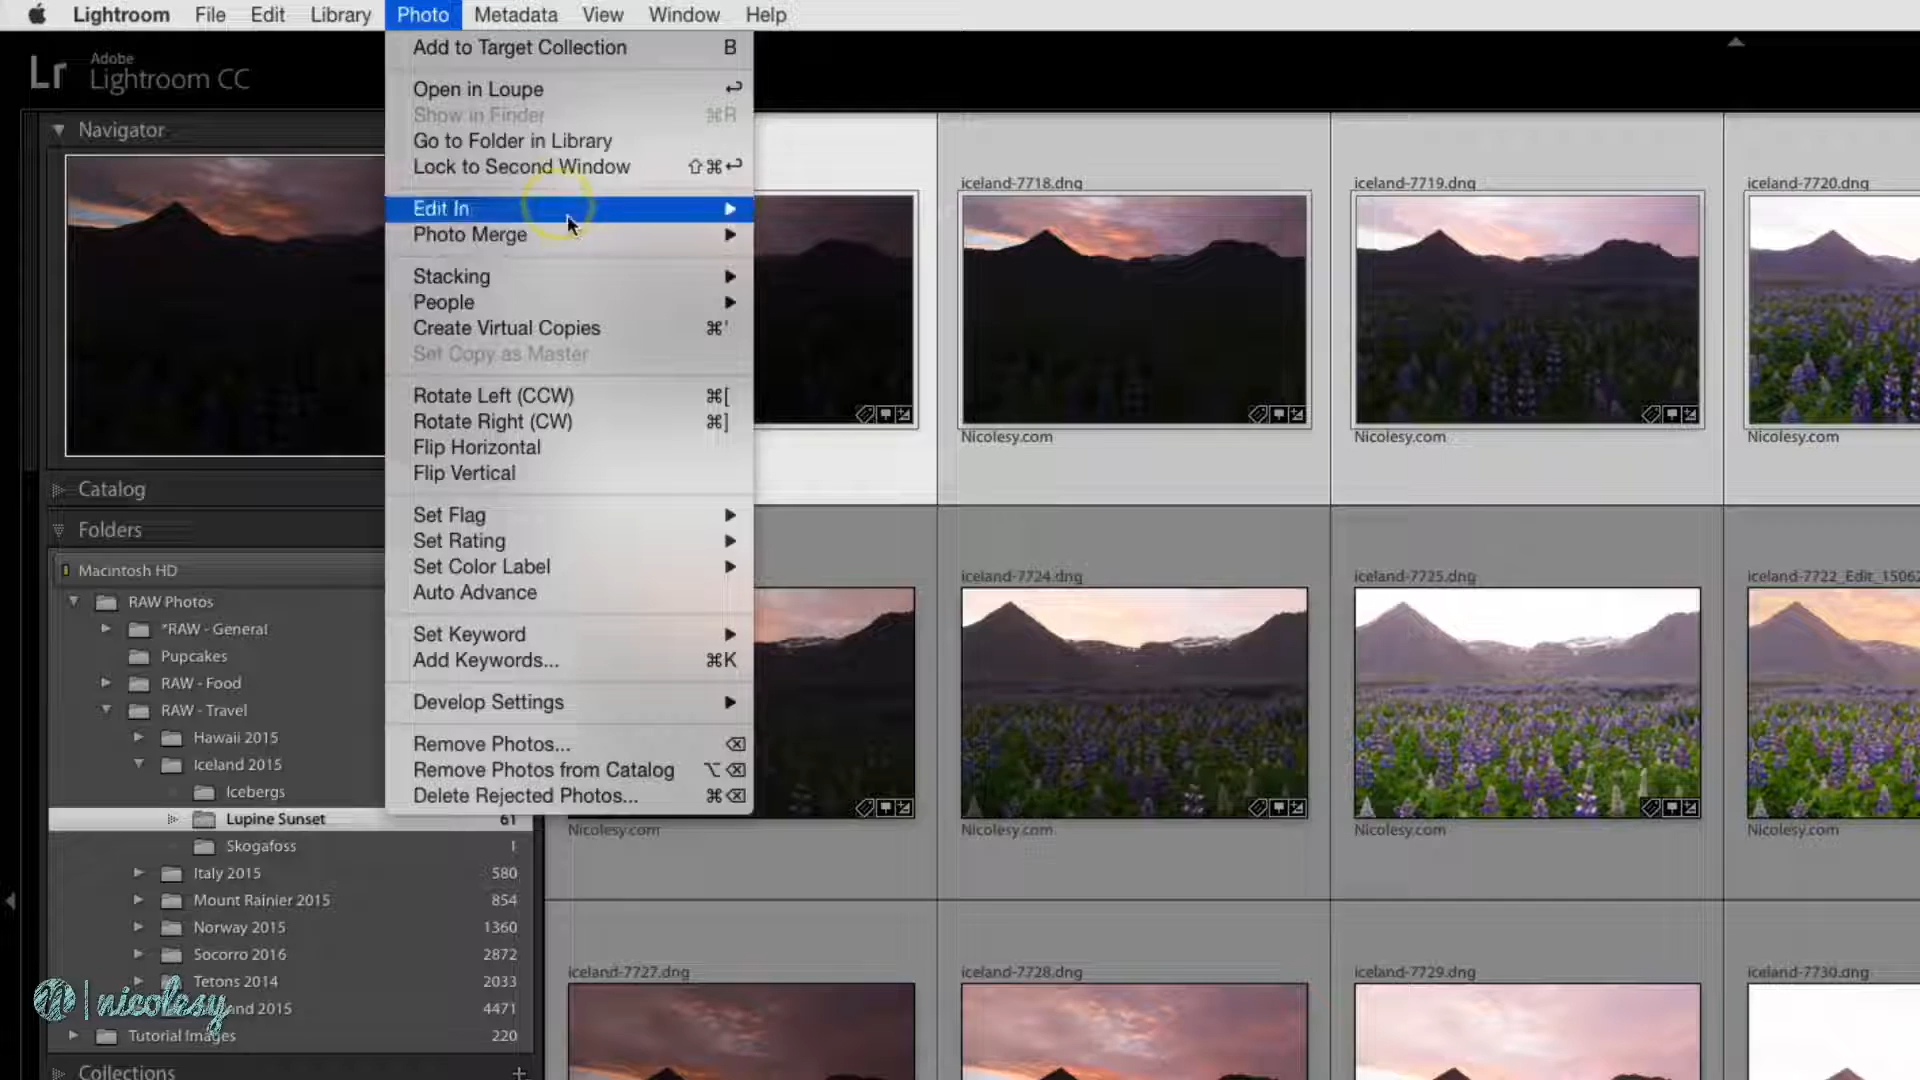 Lightroom File Edit Library Photo Metadata View Window Help
Lr Adobe Lightroom CC
Navigator
Catalog
Folders
Macintosh HD
RAW Photos
*RAW - General
Pupcakes
RAW - Food
RAW - Travel
Hawaii 2015
Iceland 2015
Icebergs
Lupine Sunset 61
Skogafoss 1
Italy 2015 580
Mount Rainier 2015 854
Norway 2015 1360
Socorro 2016 2872
Tetons 2014 2033
and 2015 4471
Tutorial Images 220
Collections +
nicolesy
Add to Target Collection B
Open in Loupe ↩
Show in Finder ⌘R
Go to Folder in Library
Lock to Second Window ⇧⌘↩
Edit In
Photo Merge
Stacking
People
Create Virtual Copies ⌘'
Set Copy as Master
Rotate Left (CCW) ⌘[
Rotate Right (CW) ⌘]
Flip Horizontal
Flip Vertical
Set Flag
Set Rating
Set Color Label
Auto Advance
Set Keyword
Add Keywords... ⌘K
Develop Settings
Remove Photos... ⌫
Remove Photos from Catalog ⌥⌫
Delete Rejected Photos... ⌘⌫
iceland-7718.dng
iceland-7719.dng
iceland-7720.dng
Nicolesy.com
Nicolesy.com
Nicolesy.com
iceland-7724.dng
iceland-7725.dng
iceland-7722_Edit_15062
Nicolesy.com
Nicolesy.com
Nicolesy.com
Nicolesy.com
iceland-7727.dng
iceland-7728.dng
iceland-7729.dng
iceland-7730.dng